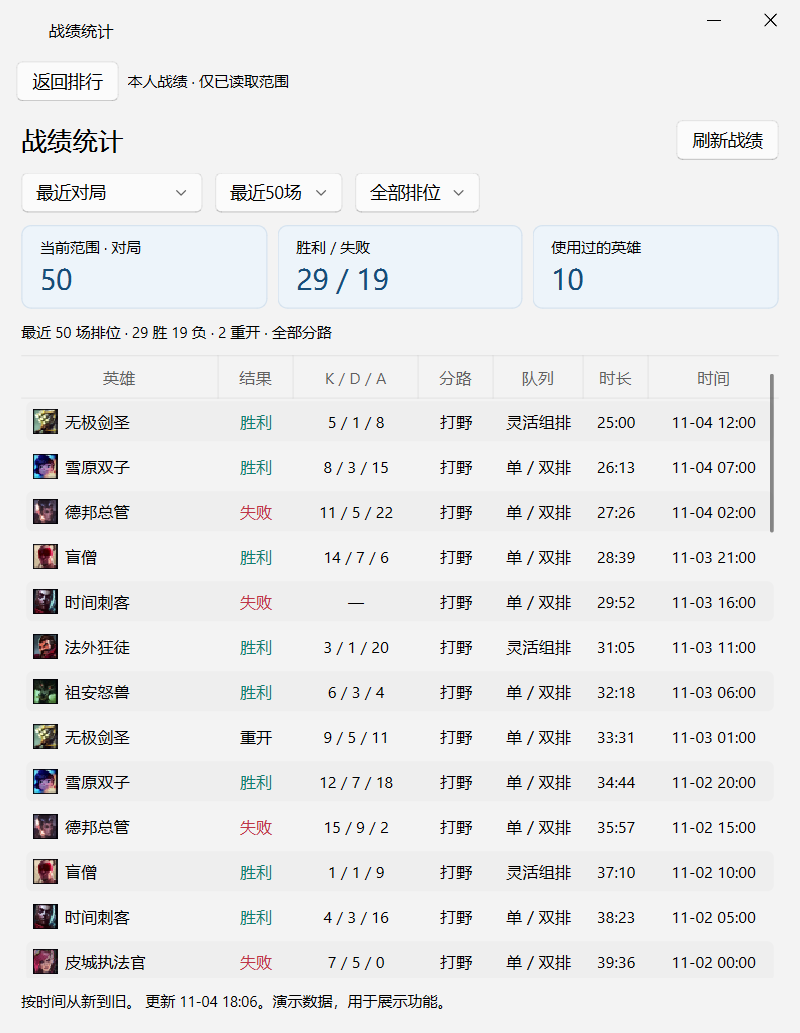 战绩统计
返回排行 本人战绩 · 仅已读取范围
战绩统计 刷新战绩
最近对局 最近50场 全部排位
当前范围 · 对局 胜利 / 失败 使用过的英雄
50 29 / 19 10
最近 50 场排位 · 29 胜 19 负 · 2 重开 · 全部分路
英雄 结果 K / D / A 分路 队列 时长 时间
无极剑圣 胜利 5 / 1 / 8 打野 灵活组排 25:00 11-04 12:00
雪原双子 胜利 8 / 3 / 15 打野 单 / 双排 26:13 11-04 07:00
德邦总管 失败 11 / 5 / 22 打野 单 / 双排 27:26 11-04 02:00
盲僧 胜利 14 / 7 / 6 打野 单 / 双排 28:39 11-03 21:00
时间刺客 失败 — 打野 单 / 双排 29:52 11-03 16:00
法外狂徒 胜利 3 / 1 / 20 打野 灵活组排 31:05 11-03 11:00
祖安怒兽 胜利 6 / 3 / 4 打野 单 / 双排 32:18 11-03 06:00
无极剑圣 重开 9 / 5 / 11 打野 单 / 双排 33:31 11-03 01:00
雪原双子 胜利 12 / 7 / 18 打野 单 / 双排 34:44 11-02 20:00
德邦总管 失败 15 / 9 / 2 打野 单 / 双排 35:57 11-02 15:00
盲僧 胜利 1 / 1 / 9 打野 灵活组排 37:10 11-02 10:00
时间刺客 胜利 4 / 3 / 16 打野 单 / 双排 38:23 11-02 05:00
皮城执法官 失败 7 / 5 / 0 打野 单 / 双排 39:36 11-02 00:00
按时间从新到旧。 更新 11-04 18:06。演示数据，用于展示功能。